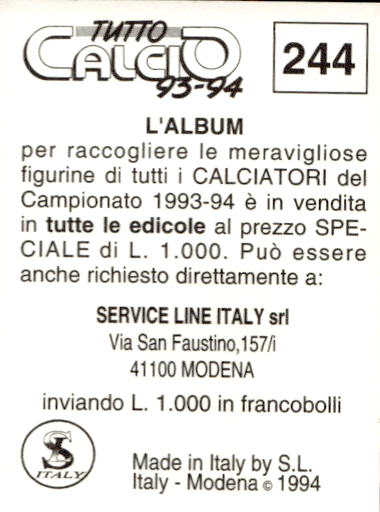 TUTTO
CALCIO
93-94
244
L'ALBUM
per raccogliere le meravigliose
figurine di tutti i CALCIATORI del
Campionato 1993-94 è in vendita
in tutte le edicole al prezzo SPE-
CIALE di L. 1.000. Può essere
anche richiesto direttamente a:
SERVICE LINE ITALY srl
Via San Faustino,157/i
41100 MODENA
inviando L. 1.000 in francobolli
SL
ITALY
Made in Italy by S.L.
Italy - Modena © 1994